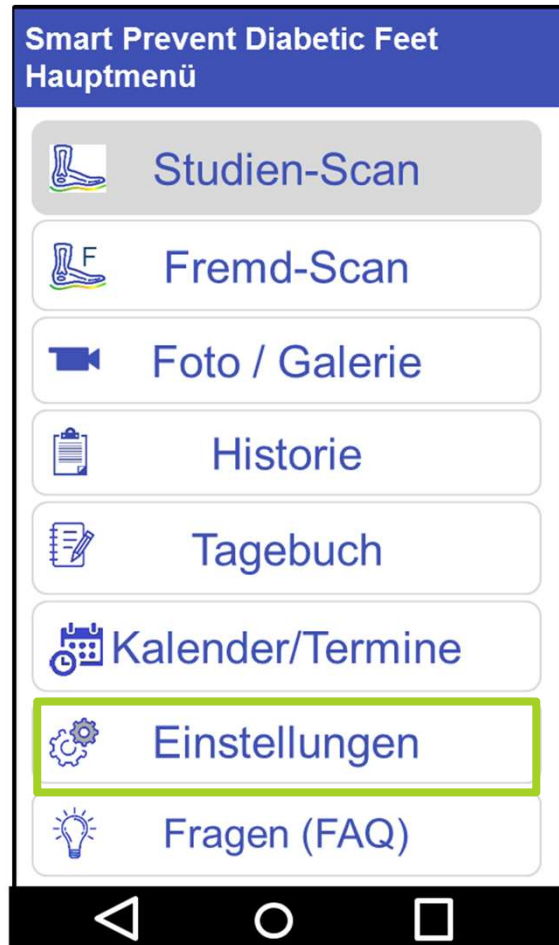 Smart Prevent Diabetic Feet
Hauptmenü
Studien-Scan
F
Fremd-Scan
Foto / Galerie
Historie
Tagebuch
Kalender/Termine
Einstellungen
Fragen (FAQ)